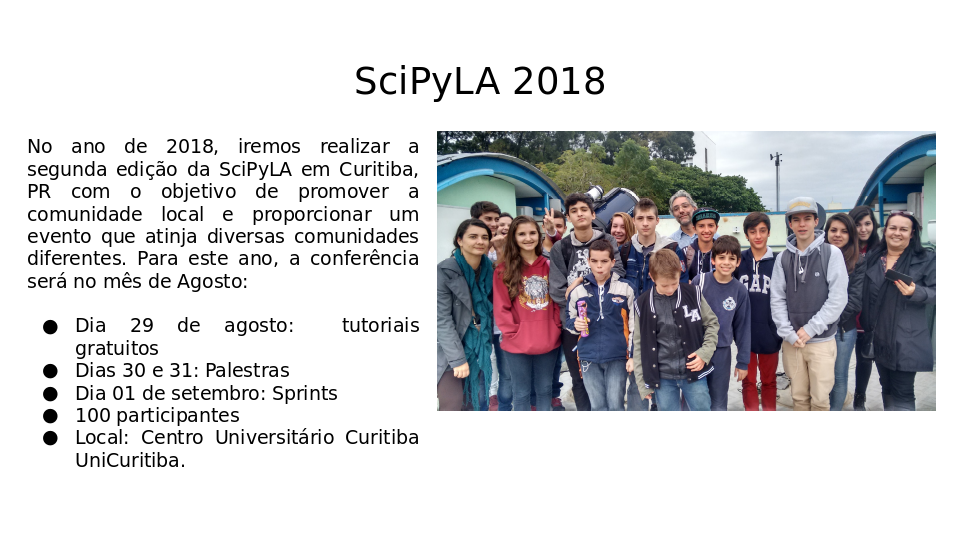 SciPyLA 2018
No ano de 2018, iremos realizar a
segunda edição da SciPyLA em Curitiba,
PR com o objetivo de promover a
comunidade local e proporcionar um
evento que atinja diversas comunidades
diferentes. Para este ano, a conferência
será no mês de Agosto:
● Dia 29 de agosto: tutoriais
gratuitos
● Dias 30 e 31: Palestras
● Dia 01 de setembro: Sprints
● 100 participantes
● Local: Centro Universitário Curitiba
UniCuritiba.
LA
GAP